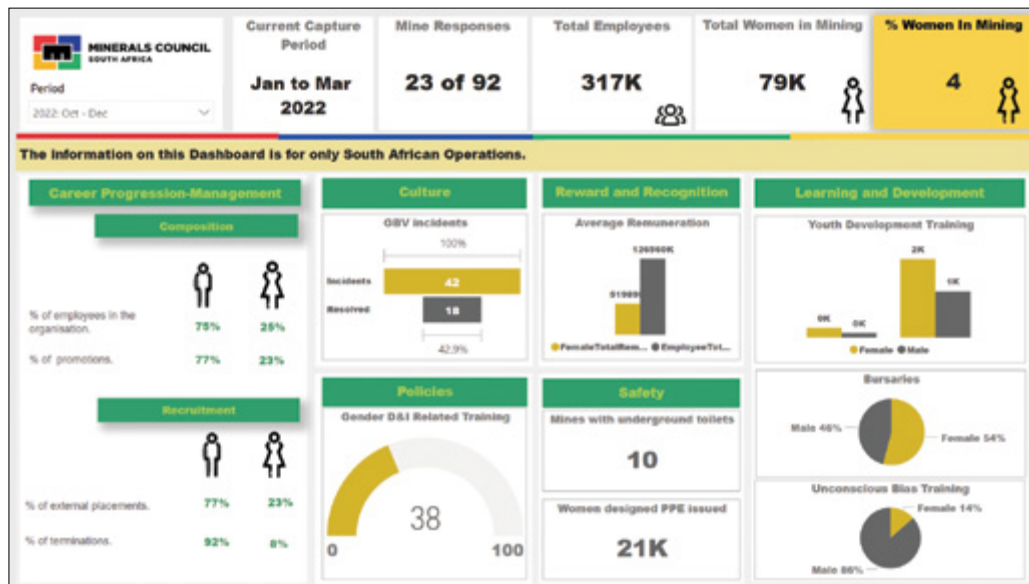 MINERALS COUNCIL
SOUTH AFRICA
Period
2022: Oct - Dec
Current Capture
Period
Jan to Mar
2022
Mine Responses
23 of 92
Total Employees
317K
Total Women in Mining
79K
% Women In Mining
4
The Information on this Dashboard is for only South African Operations.
Career Progression-Management
Composition
% of employees in the
organisation.
75%
25%
% of promotions.
77%
23%
Recruitment
% of external placements.
77%
23%
% of terminations.
92%
8%
Culture
GBV incidents
100%
Incidents
42
Resolved
18
42.9%
Policies
Gender D&I Related Training
38
0
100
Reward and Recognition
Average Remuneration
FemaleTotalRem...
EmployeeTot...
Safety
Mines with underground toilets
10
Women designed PPE issued
21K
Learning and Development
Youth Development Training
2K
1K
0K
0K
Female
Male
Bursaries
Male 46%
Female 54%
Unconscious Bias Training
Female 14%
Male 86%